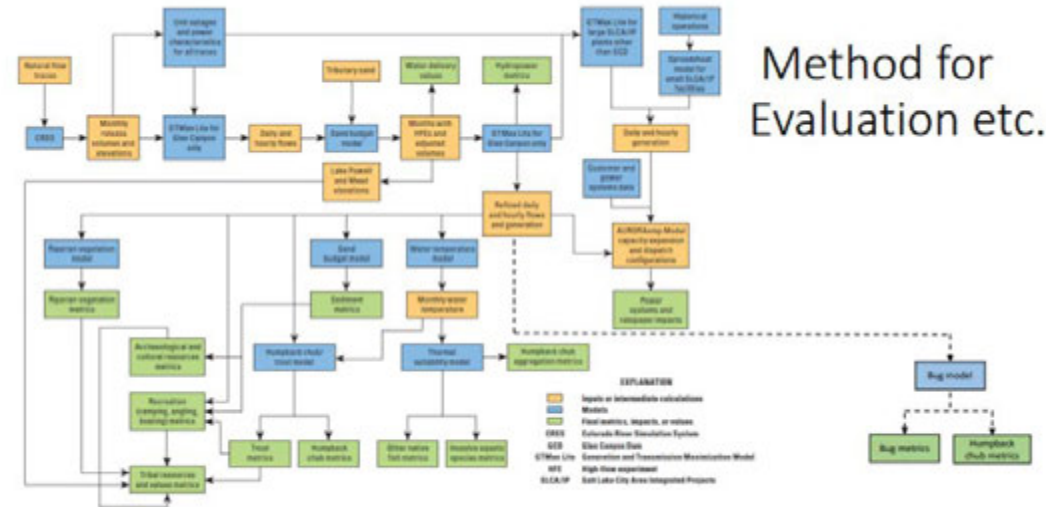 Method for
Evaluation etc.
Unit outages
and power
characteristics
for all traces
GTMax Lite for
large SLCA/IP
plants other
than GCD
Historical
operations
Spreadsheet
model for
small SLCA/IP
facilities
Natural flow
traces
Tributary sand
Water delivery
values
Hydropower
metrics
CRSS
Monthly
release
volumes and
elevations
GTMax Lite for
Glen Canyon
only
Daily and
hourly flows
Sand budget
model
Months with
HFEs and
adjusted
volumes
GTMax Lite for
Glen Canyon
only
Daily and hourly
generation
Lake Powell
and Mead
elevations
Customer and
power
systems data
Refined daily
and hourly flows
and generation
capacity expansion
and dispatch
configurations
Riparian vegetation
model
Sand
budget model
Water temperature
model
Riparian vegetation
metrics
Sediment
metrics
Monthly water
temperature
Power
systems and
ratepayer impacts
Archaeological and
cultural resources
metrics
Humpback chub/
trout model
Thermal
suitability model
Humpback chub
aggregation metrics
Bug model
Recreation
(camping, angling,
boating) metrics
Trout
metrics
Humpback
chub metrics
Other native
fish metrics
Invasive aquatic
species metrics
Bug metrics
Humpback
chub metrics
Tribal resources
and values metrics
EXPLANATION
Inputs or intermediate calculations
Models
Final metrics, impacts, or values
CRSS Colorado River Simulation System
GCD Glen Canyon Dam
GTMax Lite Generation and Transmission Maximization Model
HFE High-flow experiment
SLCA/IP Salt Lake City Area Integrated Projects